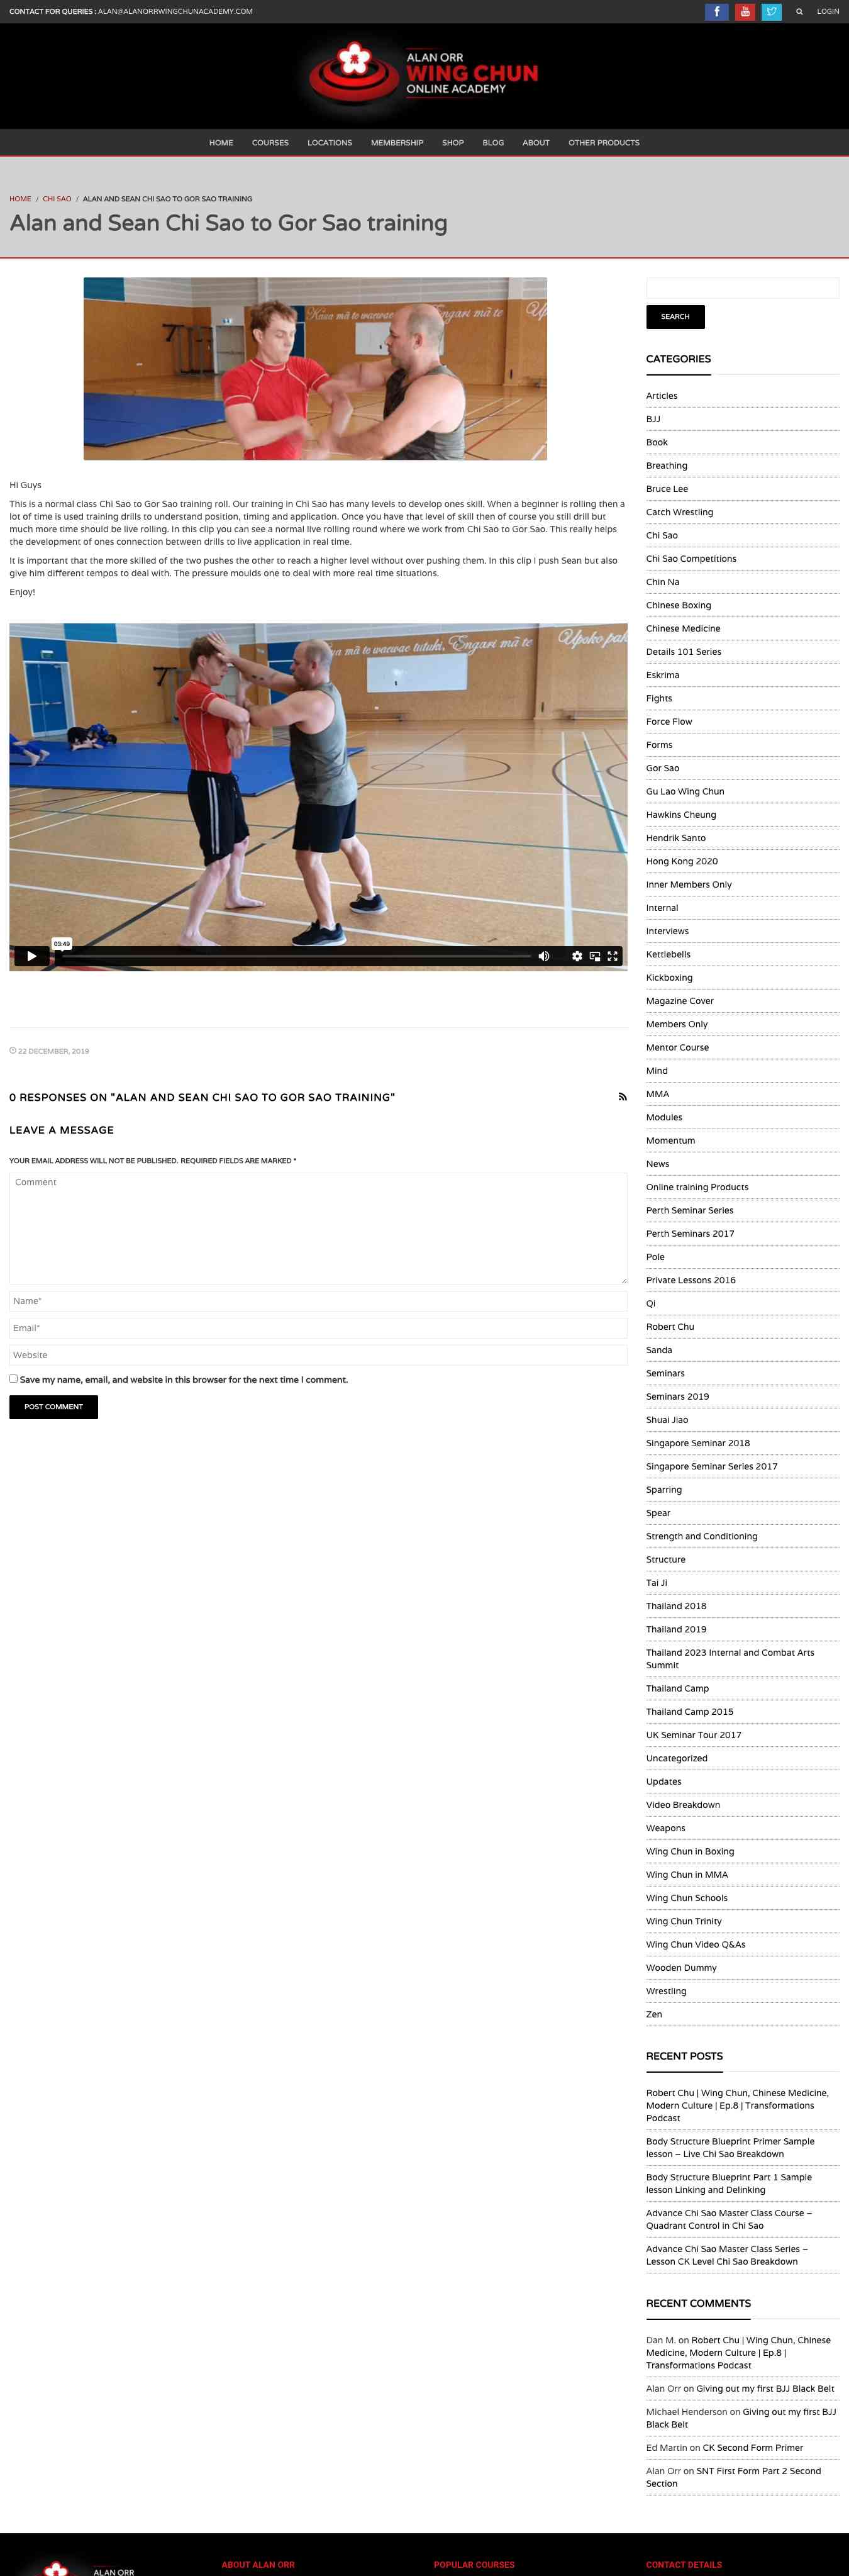 CONTACT FOR QUERIES : ALAN@ALANORRWINGCHUNACADEMY.COM
LOGIN
ALAN ORR
WING CHUN
ONLINE ACADEMY
HOME COURSES LOCATIONS MEMBERSHIP SHOP BLOG ABOUT OTHER PRODUCTS
HOME / CHI SAO / ALAN AND SEAN CHI SAO TO GOR SAO TRAINING
Alan and Sean Chi Sao to Gor Sao training
Hi Guys
This is a normal class Chi Sao to Gor Sao training roll. Our training in Chi Sao has many levels to develop ones skill. When a beginner is rolling then a
lot of time is used training drills to understand position, timing and application. Once you have that level of skill then of course you still drill but
much more time should be live rolling. In this clip you can see a normal live rolling round where we work from Chi Sao to Gor Sao. This really helps
the development of ones connection between drills to application in real time.
It is important that the more skilled of the two pushes the other to reach a higher level without over pushing them. In this clip I push Sean but also
give him different tempos to deal with. The pressure moulds one to deal with more real time situations.
Enjoy!
03:49
22 DECEMBER, 2019
0 RESPONSES ON "ALAN AND SEAN CHI SAO TO GOR SAO TRAINING"
LEAVE A MESSAGE
YOUR EMAIL ADDRESS WILL NOT BE PUBLISHED. REQUIRED FIELDS ARE MARKED *
Comment
Name*
Email*
Website
Save my name, email, and website in this browser for the next time I comment.
POST COMMENT
SEARCH
CATEGORIES
Articles
BJJ
Book
Breathing
Bruce Lee
Catch Wrestling
Chi Sao
Chi Sao Competitions
Chin Na
Chinese Boxing
Chinese Medicine
Details 101 Series
Eskrima
Fights
Force Flow
Forms
Gor Sao
Gu Lao Wing Chun
Hawkins Cheung
Hendrik Santo
Hong Kong 2020
Inner Members Only
Internal
Interviews
Kettlebells
Kickboxing
Magazine Cover
Members Only
Mentor Course
Mind
MMA
Modules
Momentum
News
Online training Products
Perth Seminar Series
Perth Seminars 2017
Pole
Private Lessons 2016
Qi
Robert Chu
Sanda
Seminars
Seminars 2019
Shuai Jiao
Singapore Seminar 2018
Singapore Seminar Series 2017
Sparring
Spear
Strength and Conditioning
Structure
Tai Ji
Thailand 2018
Thailand 2019
Thailand 2023 Internal and Combat Arts
Summit
Thailand Camp
Thailand Camp 2015
UK Seminar Tour 2017
Uncategorized
Updates
Video Breakdown
Weapons
Wing Chun in Boxing
Wing Chun in MMA
Wing Chun Schools
Wing Chun Trinity
Wing Chun Video Q&As
Wooden Dummy
Wrestling
Zen
RECENT POSTS
Robert Chu | Wing Chun, Chinese Medicine,
Modern Culture | Ep.8 | Transformations
Podcast
Body Structure Blueprint Primer Sample
lesson – Live Chi Sao Breakdown
Body Structure Blueprint Part 1 Sample
lesson Linking and Delinking
Advance Chi Sao Master Class Course –
Quadrant Control in Chi Sao
Advance Chi Sao Master Class Series –
Lesson CK Level Chi Sao Breakdown
RECENT COMMENTS
Dan M. on Robert Chu | Wing Chun, Chinese
Medicine, Modern Culture | Ep.8 |
Transformations Podcast
Alan Orr on Giving out my first BJJ Black Belt
Michael Henderson on Giving out my first BJJ
Black Belt
Ed Martin on CK Second Form Primer
Alan Orr on SNT First Form Part 2 Second
Section
ALAN ORR
ABOUT ALAN ORR
POPULAR COURSES
CONTACT DETAILS